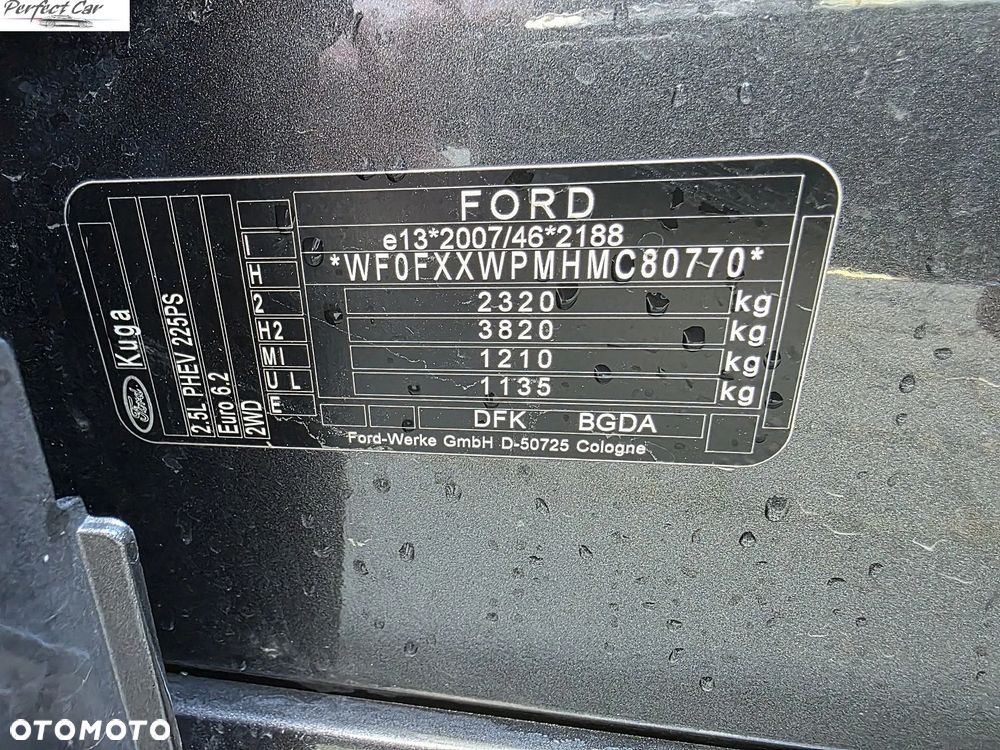 Perfect Car
FORD
e13*2007/46*2188
*WF0FXXWPMHMC80770*
2320 kg
3820 kg
1210 kg
1135 kg
DFK BGDA
Ford-Werke GmbH D-50725 Cologne
Ford Kuga
2.5L PHEV 225PS
Euro 6.2
2WD
I
H
2
H2
MI
U L
E
OTOMOTO